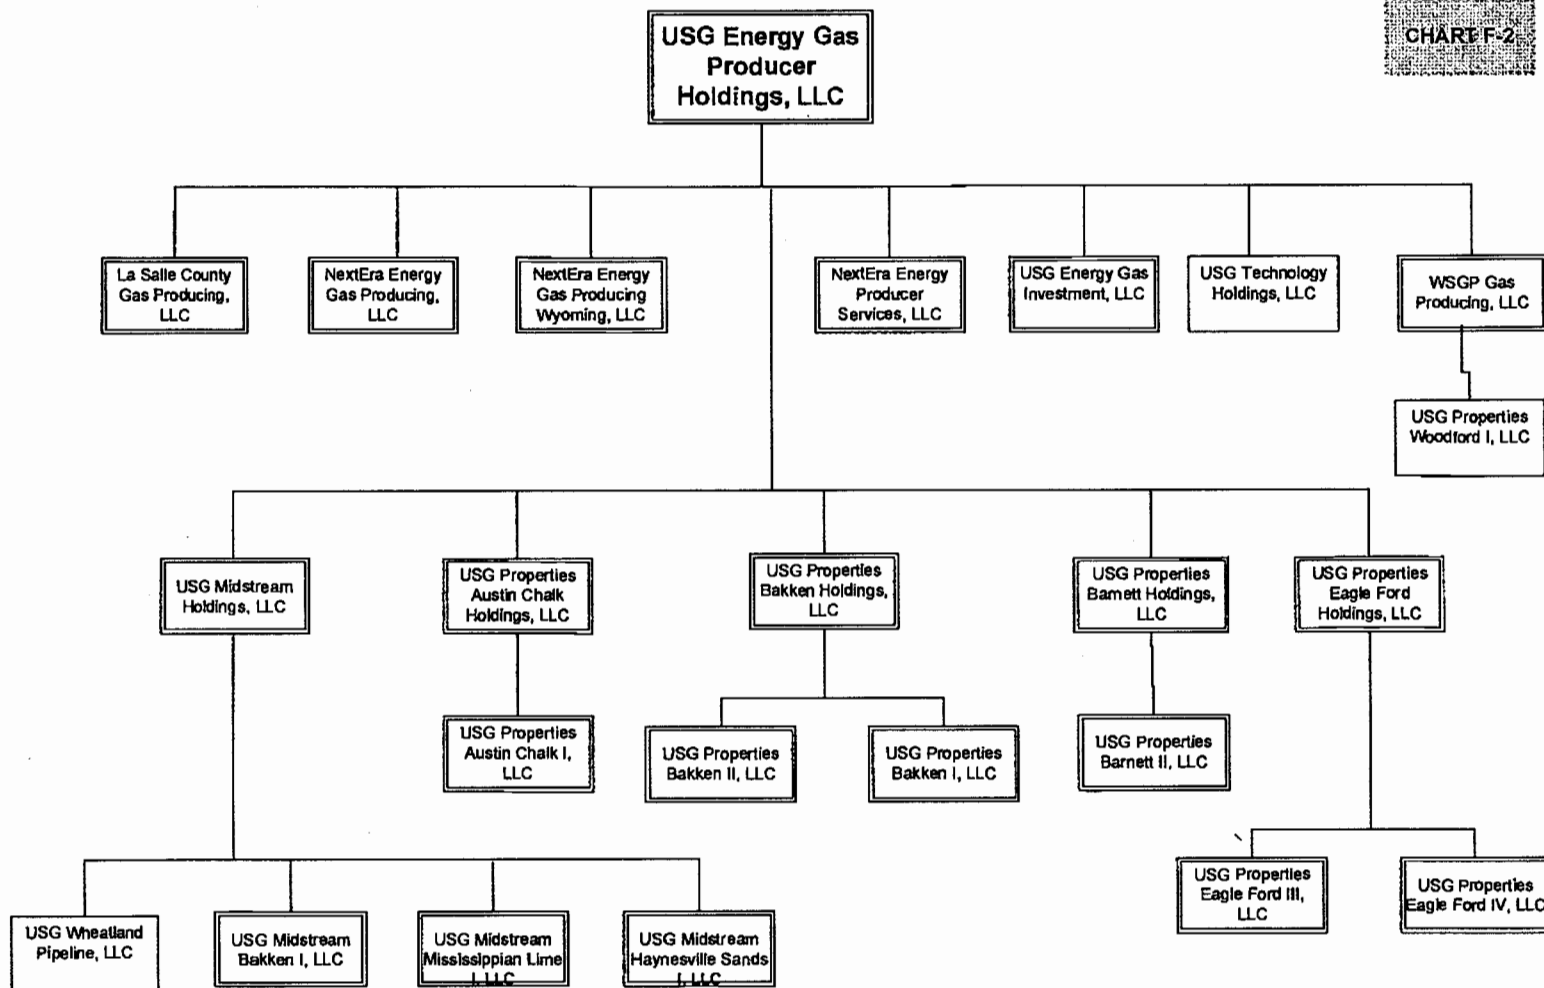 CHART F-2
USG Energy Gas
Producer
Holdings, LLC
La Salle County
Gas Producing,
LLC
NextEra Energy
Gas Producing,
LLC
NextEra Energy
Gas Producing
Wyoming, LLC
NextEra Energy
Producer
Services, LLC
USG Energy Gas
Investment, LLC
USG Technology
Holdings, LLC
WSGP Gas
Producing, LLC
USG Properties
Woodford I, LLC
USG Midstream
Holdings, LLC
USG Properties
Austin Chalk
Holdings, LLC
USG Properties
Bakken Holdings,
LLC
USG Properties
Barnett Holdings,
LLC
USG Properties
Eagle Ford
Holdings, LLC
USG Properties
Austin Chalk I,
LLC
USG Properties
Bakken II, LLC
USG Properties
Bakken I, LLC
USG Properties
Barnett II, LLC
USG Properties
Eagle Ford III,
LLC
USG Properties
Eagle Ford IV, LLC
USG Wheatland
Pipeline, LLC
USG Midstream
Bakken I, LLC
USG Midstream
Mississippian Lime
I, LLC
USG Midstream
Haynesville Sands
I, LLC